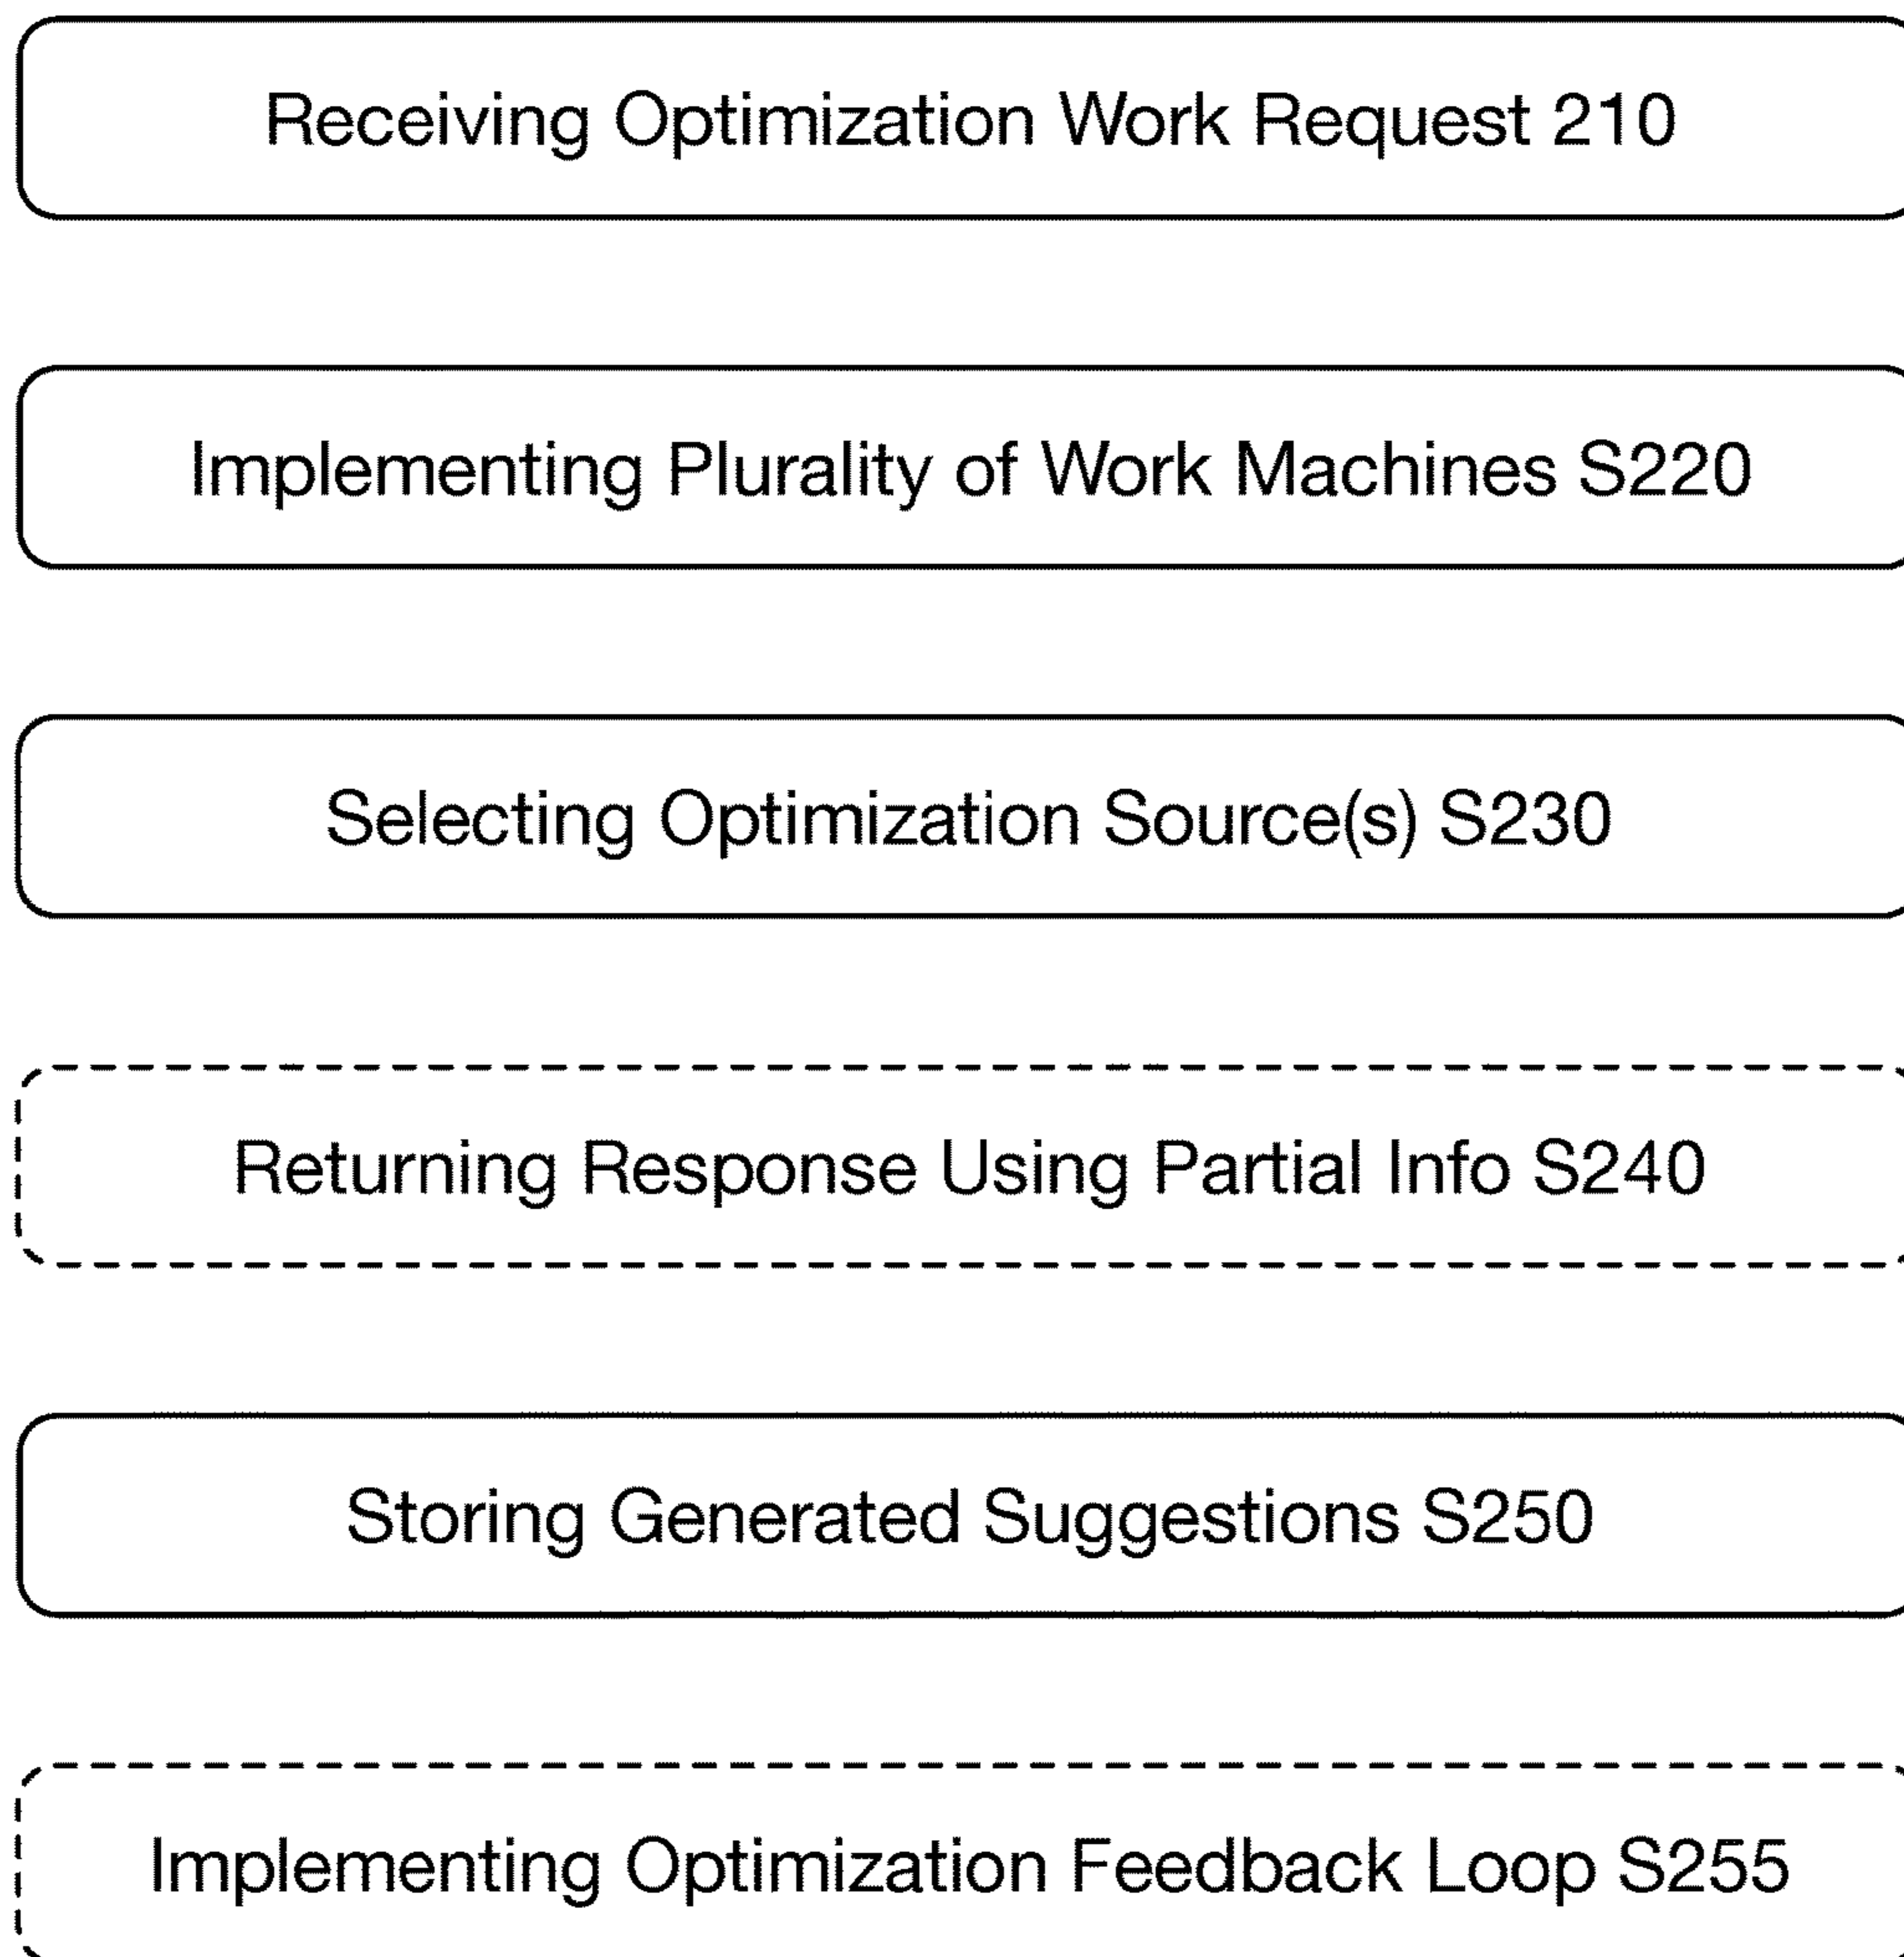 Receiving Optimization Work Request 210
Implementing Plurality of Work Machines S220
Selecting Optimization Source(s) S230
Returning Response Using Partial Info S240
Storing Generated Suggestions S250
Implementing Optimization Feedback Loop S255